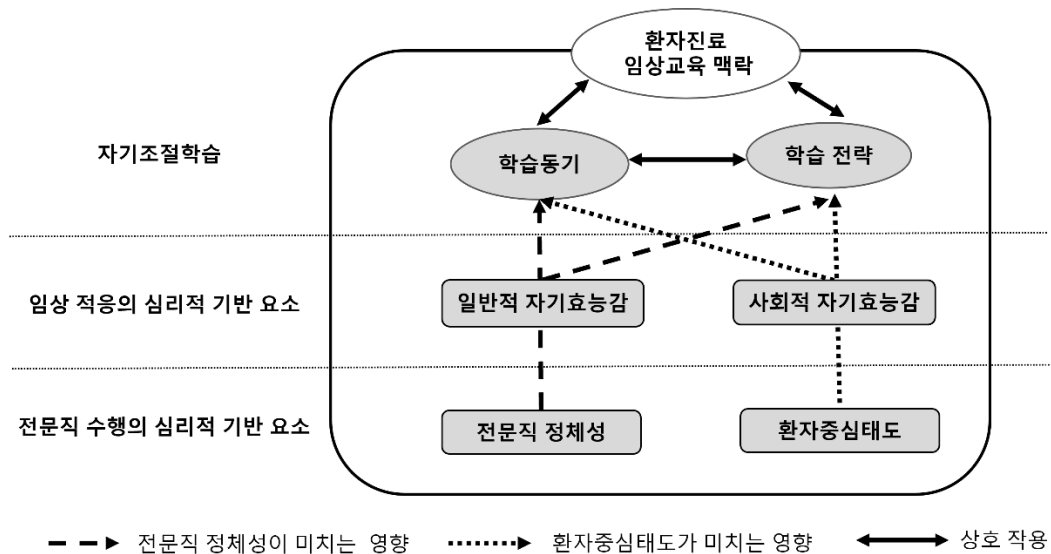 환자진료
임상교육 맥락
자기조절학습
학습동기
학습 전략
임상 적응의 심리적 기반 요소
일반적 자기효능감
사회적 자기효능감
전문직 수행의 심리적 기반 요소
전문직 정체성
환자중심태도
전문직 정체성이 미치는 영향
환자중심태도가 미치는 영향
상호 작용